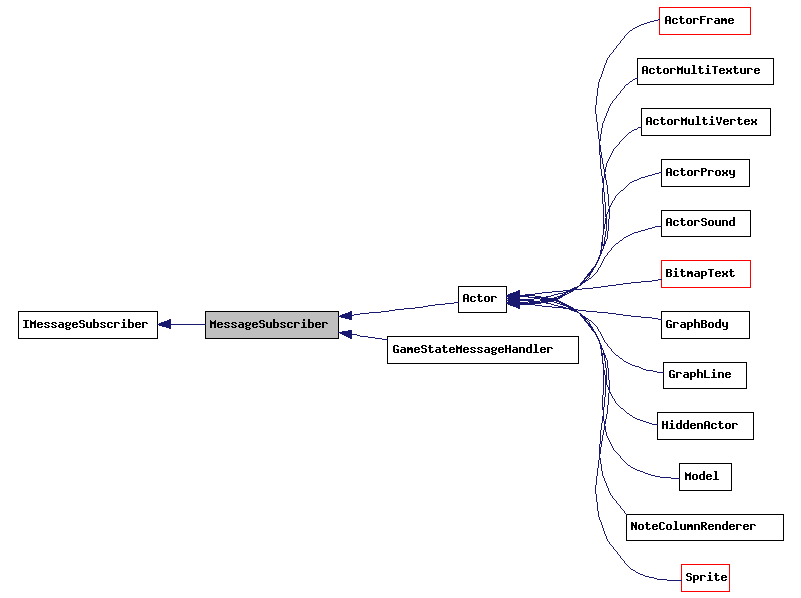 ActorFrame
ActorMultiTexture
ActorMultiVertex
ActorProxy
ActorSound
BitmapText
Actor
IMessageSubscriber
MessageSubscriber
GraphBody
GameStateMessageHandler
GraphLine
HiddenActor
Model
NoteColumnRenderer
Sprite